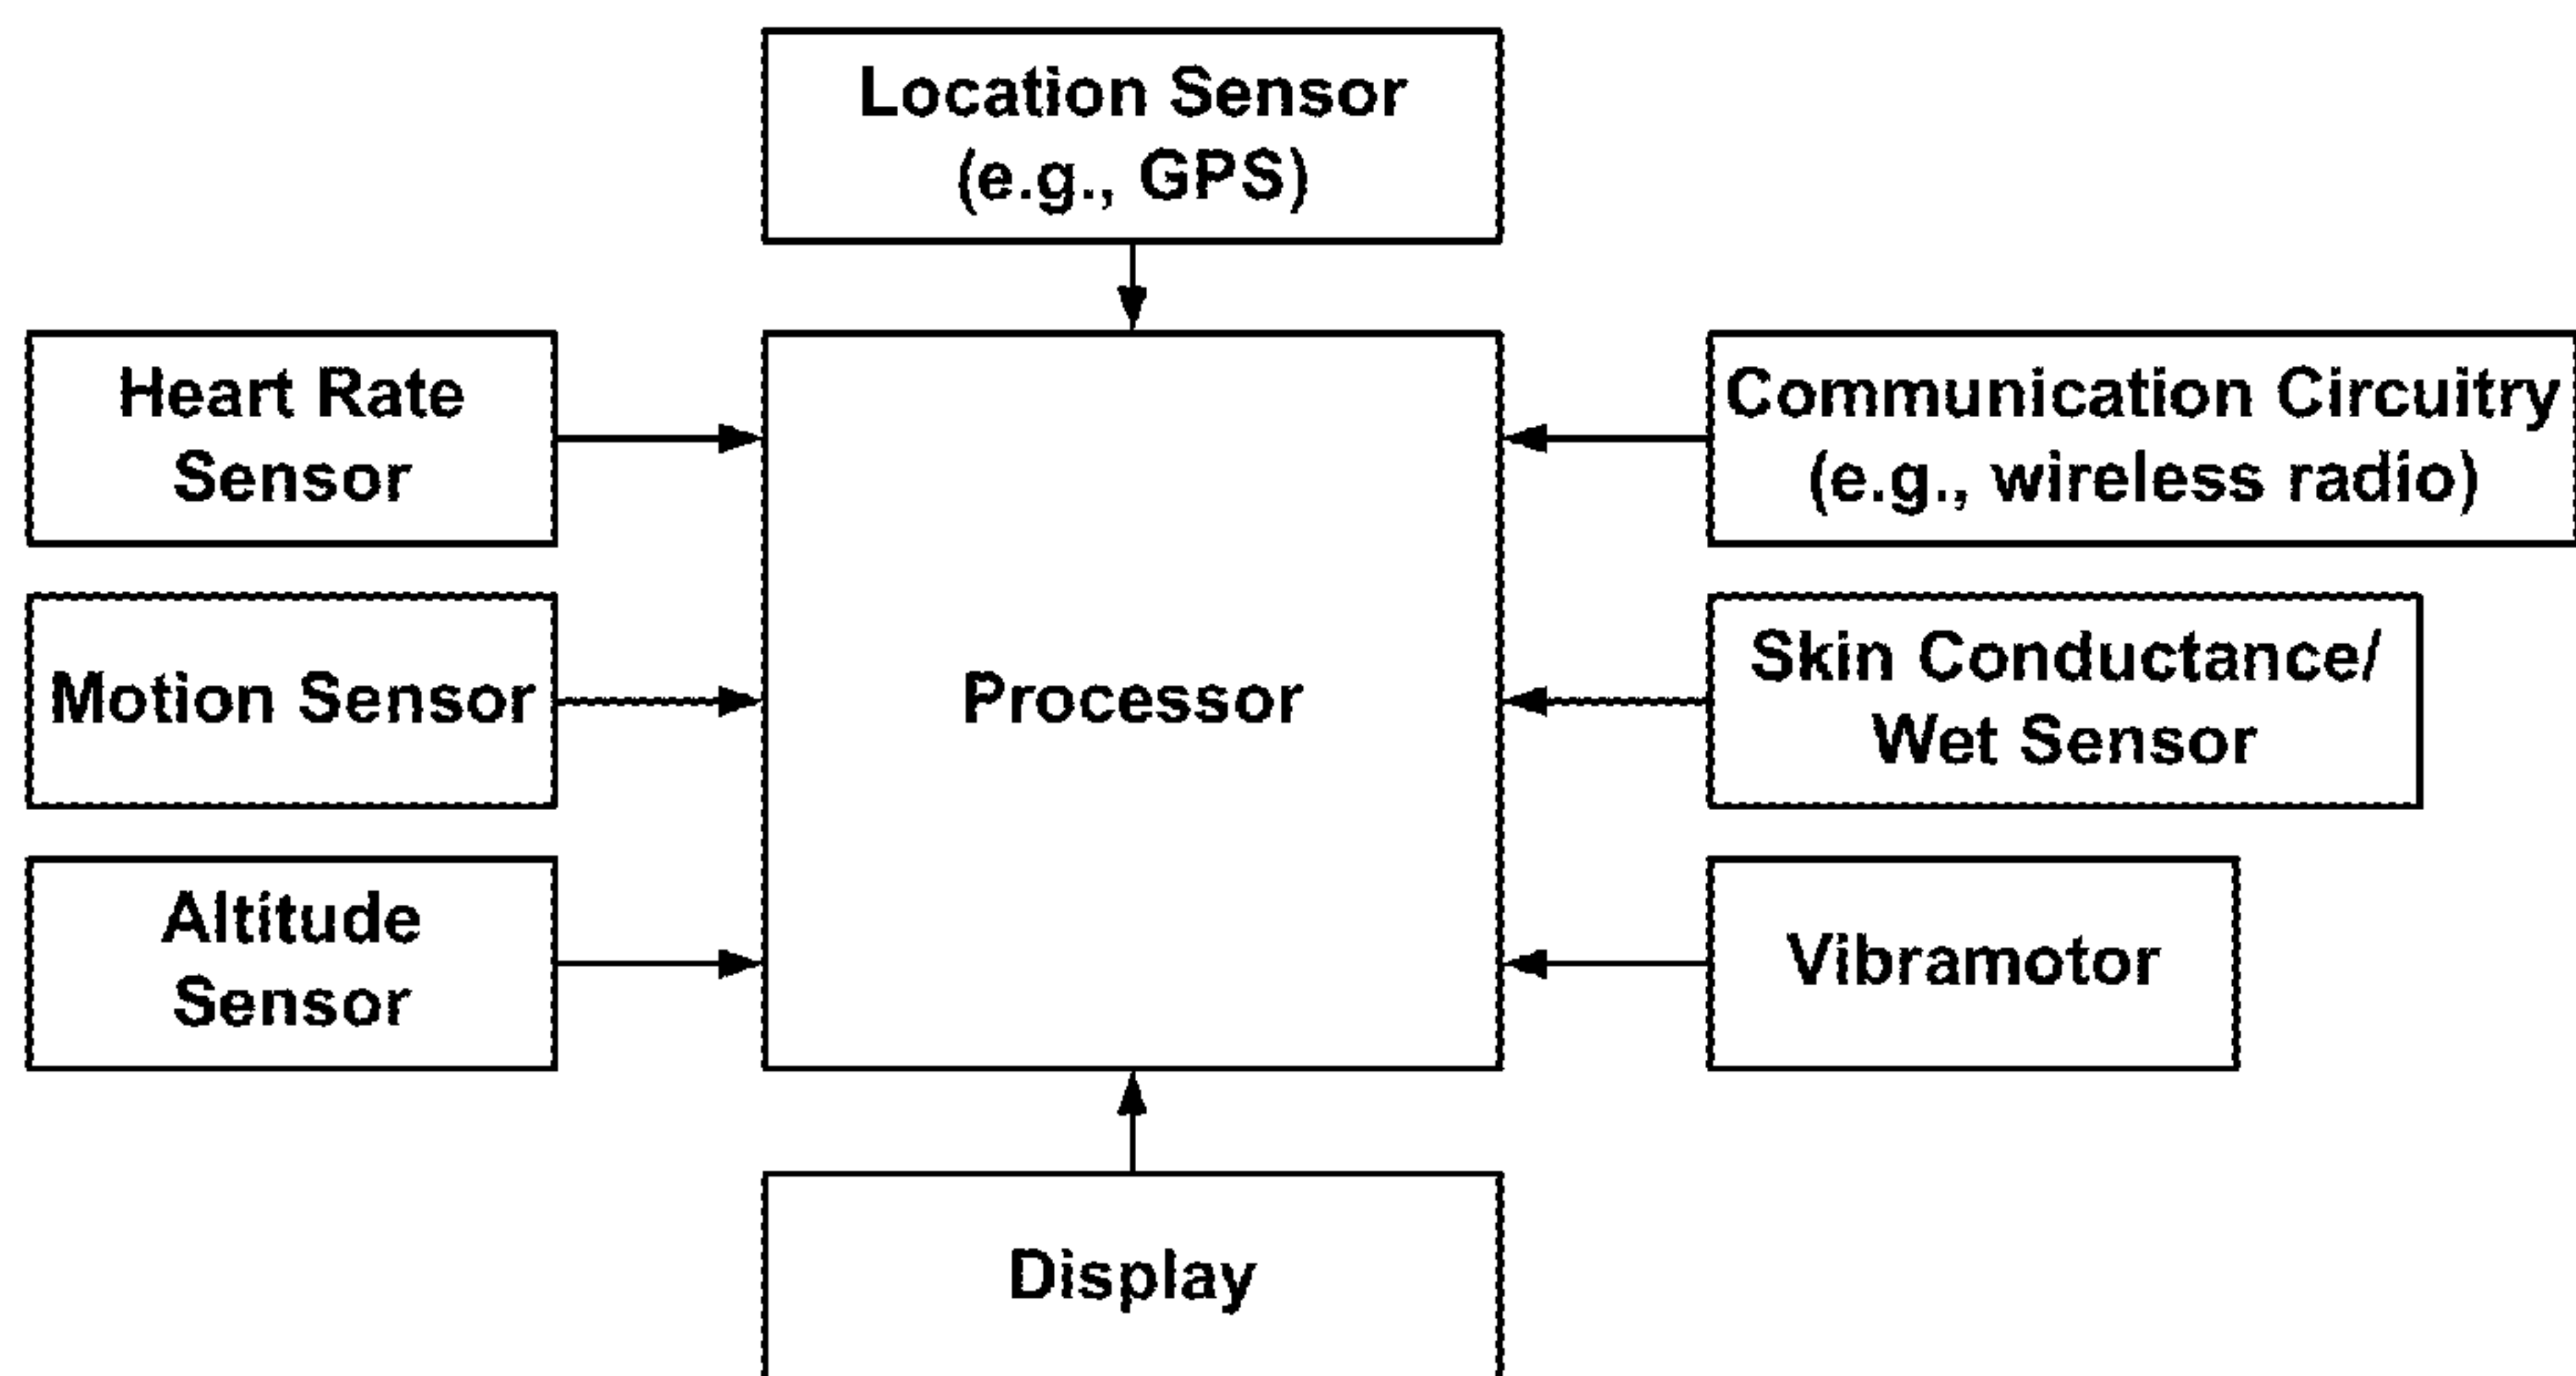 Location Sensor
(e.g., GPS)
Heart Rate
Sensor
Communication Circuitry
(e.g., wireless radio)
Motion Sensor
Processor
Skin Conductance/
Wet Sensor
Altitude
Sensor
Vibramotor
Display